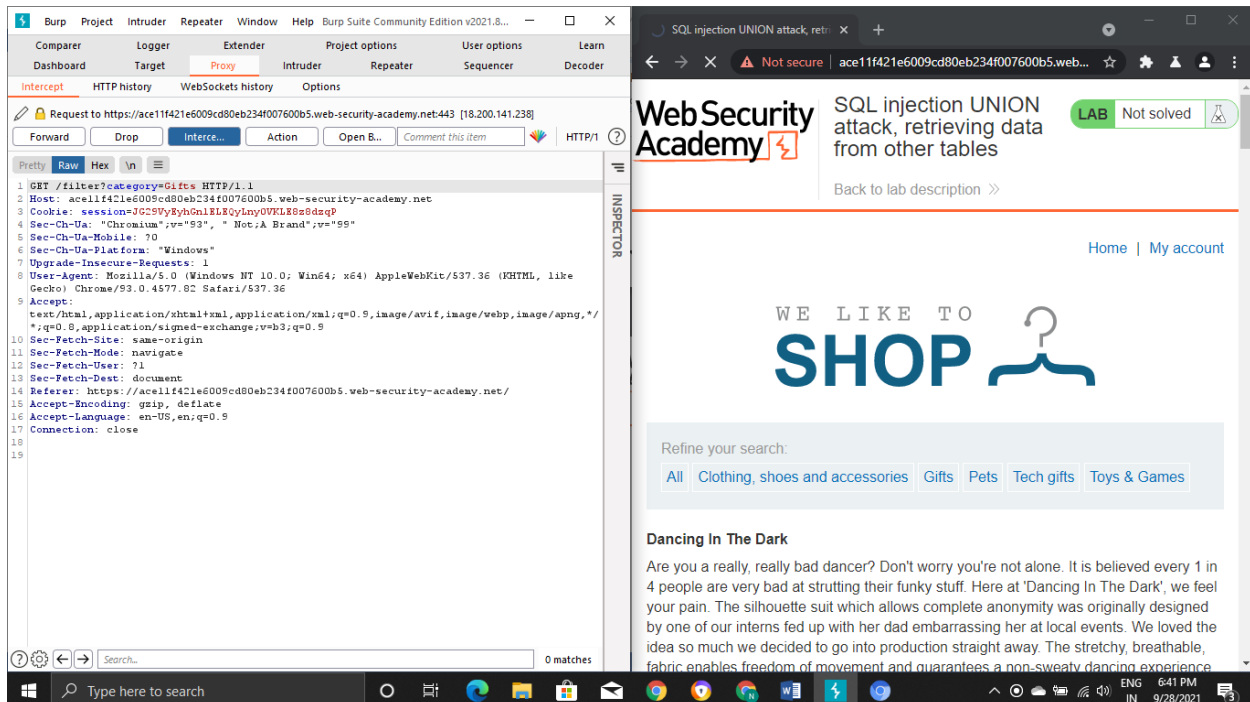 Burp Project Intruder Repeater Window Help Burp Suite Community Edition v2021.8...
Comparer Logger Extender Project options User options Learn
Dashboard Target Proxy Intruder Repeater Sequencer Decoder
Intercept HTTP history WebSockets history Options
Request to https://ace11f421e6009cd80eb234f007600b5.web-security-academy.net:443 [18.200.141.238]
Forward Drop Interce... Action Open B... Comment this item HTTP/1 ?
Pretty Raw Hex \n
INSPECTOR
1 GET /filter?category=Gifts HTTP/1.1
2 Host: ace11f421e6009cd80eb234f007600b5.web-security-academy.net
3 Cookie: session=JG29VyEyhGnlELEQyLnyOVKLE8z8dzqP
4 Sec-Ch-Ua: "Chromium";v="93", " Not;A Brand";v="99"
5 Sec-Ch-Ua-Mobile: ?0
6 Sec-Ch-Ua-Platform: "Windows"
7 Upgrade-Insecure-Requests: 1
8 User-Agent: Mozilla/5.0 (Windows NT 10.0; Win64; x64) AppleWebKit/537.36 (KHTML, like
Gecko) Chrome/93.0.4577.82 Safari/537.36
9 Accept:
text/html,application/xhtml+xml,application/xml;q=0.9,image/avif,image/webp,image/apng,*/
*;q=0.8,application/signed-exchange;v=b3;q=0.9
10 Sec-Fetch-Site: same-origin
11 Sec-Fetch-Mode: navigate
12 Sec-Fetch-User: ?1
13 Sec-Fetch-Dest: document
14 Referer: https://ace11f421e6009cd80eb234f007600b5.web-security-academy.net/
15 Accept-Encoding: gzip, deflate
16 Accept-Language: en-US,en;q=0.9
17 Connection: close
18
19
Search... 0 matches
SQL injection UNION attack, retri
Not secure ace11f421e6009cd80eb234f007600b5.web...
Web Security
Academy
SQL injection UNION
attack, retrieving data
from other tables
LAB Not solved
Back to lab description
Home | My account
WE LIKE TO
SHOP
Refine your search:
All Clothing, shoes and accessories Gifts Pets Tech gifts Toys & Games
Dancing In The Dark
Are you a really, really bad dancer? Don't worry you're not alone. It is believed every 1 in
4 people are very bad at strutting their funky stuff. Here at 'Dancing In The Dark', we feel
your pain. The silhouette suit which allows complete anonymity was originally designed
by one of our interns fed up with her dad embarrassing her at local events. We loved the
idea so much we decided to go into production straight away. The stretchy, breathable,
fabric enables freedom of movement and guarantees a non-sweaty dancing experience
Type here to search
ENG 6:41 PM
IN 9/28/2021 3